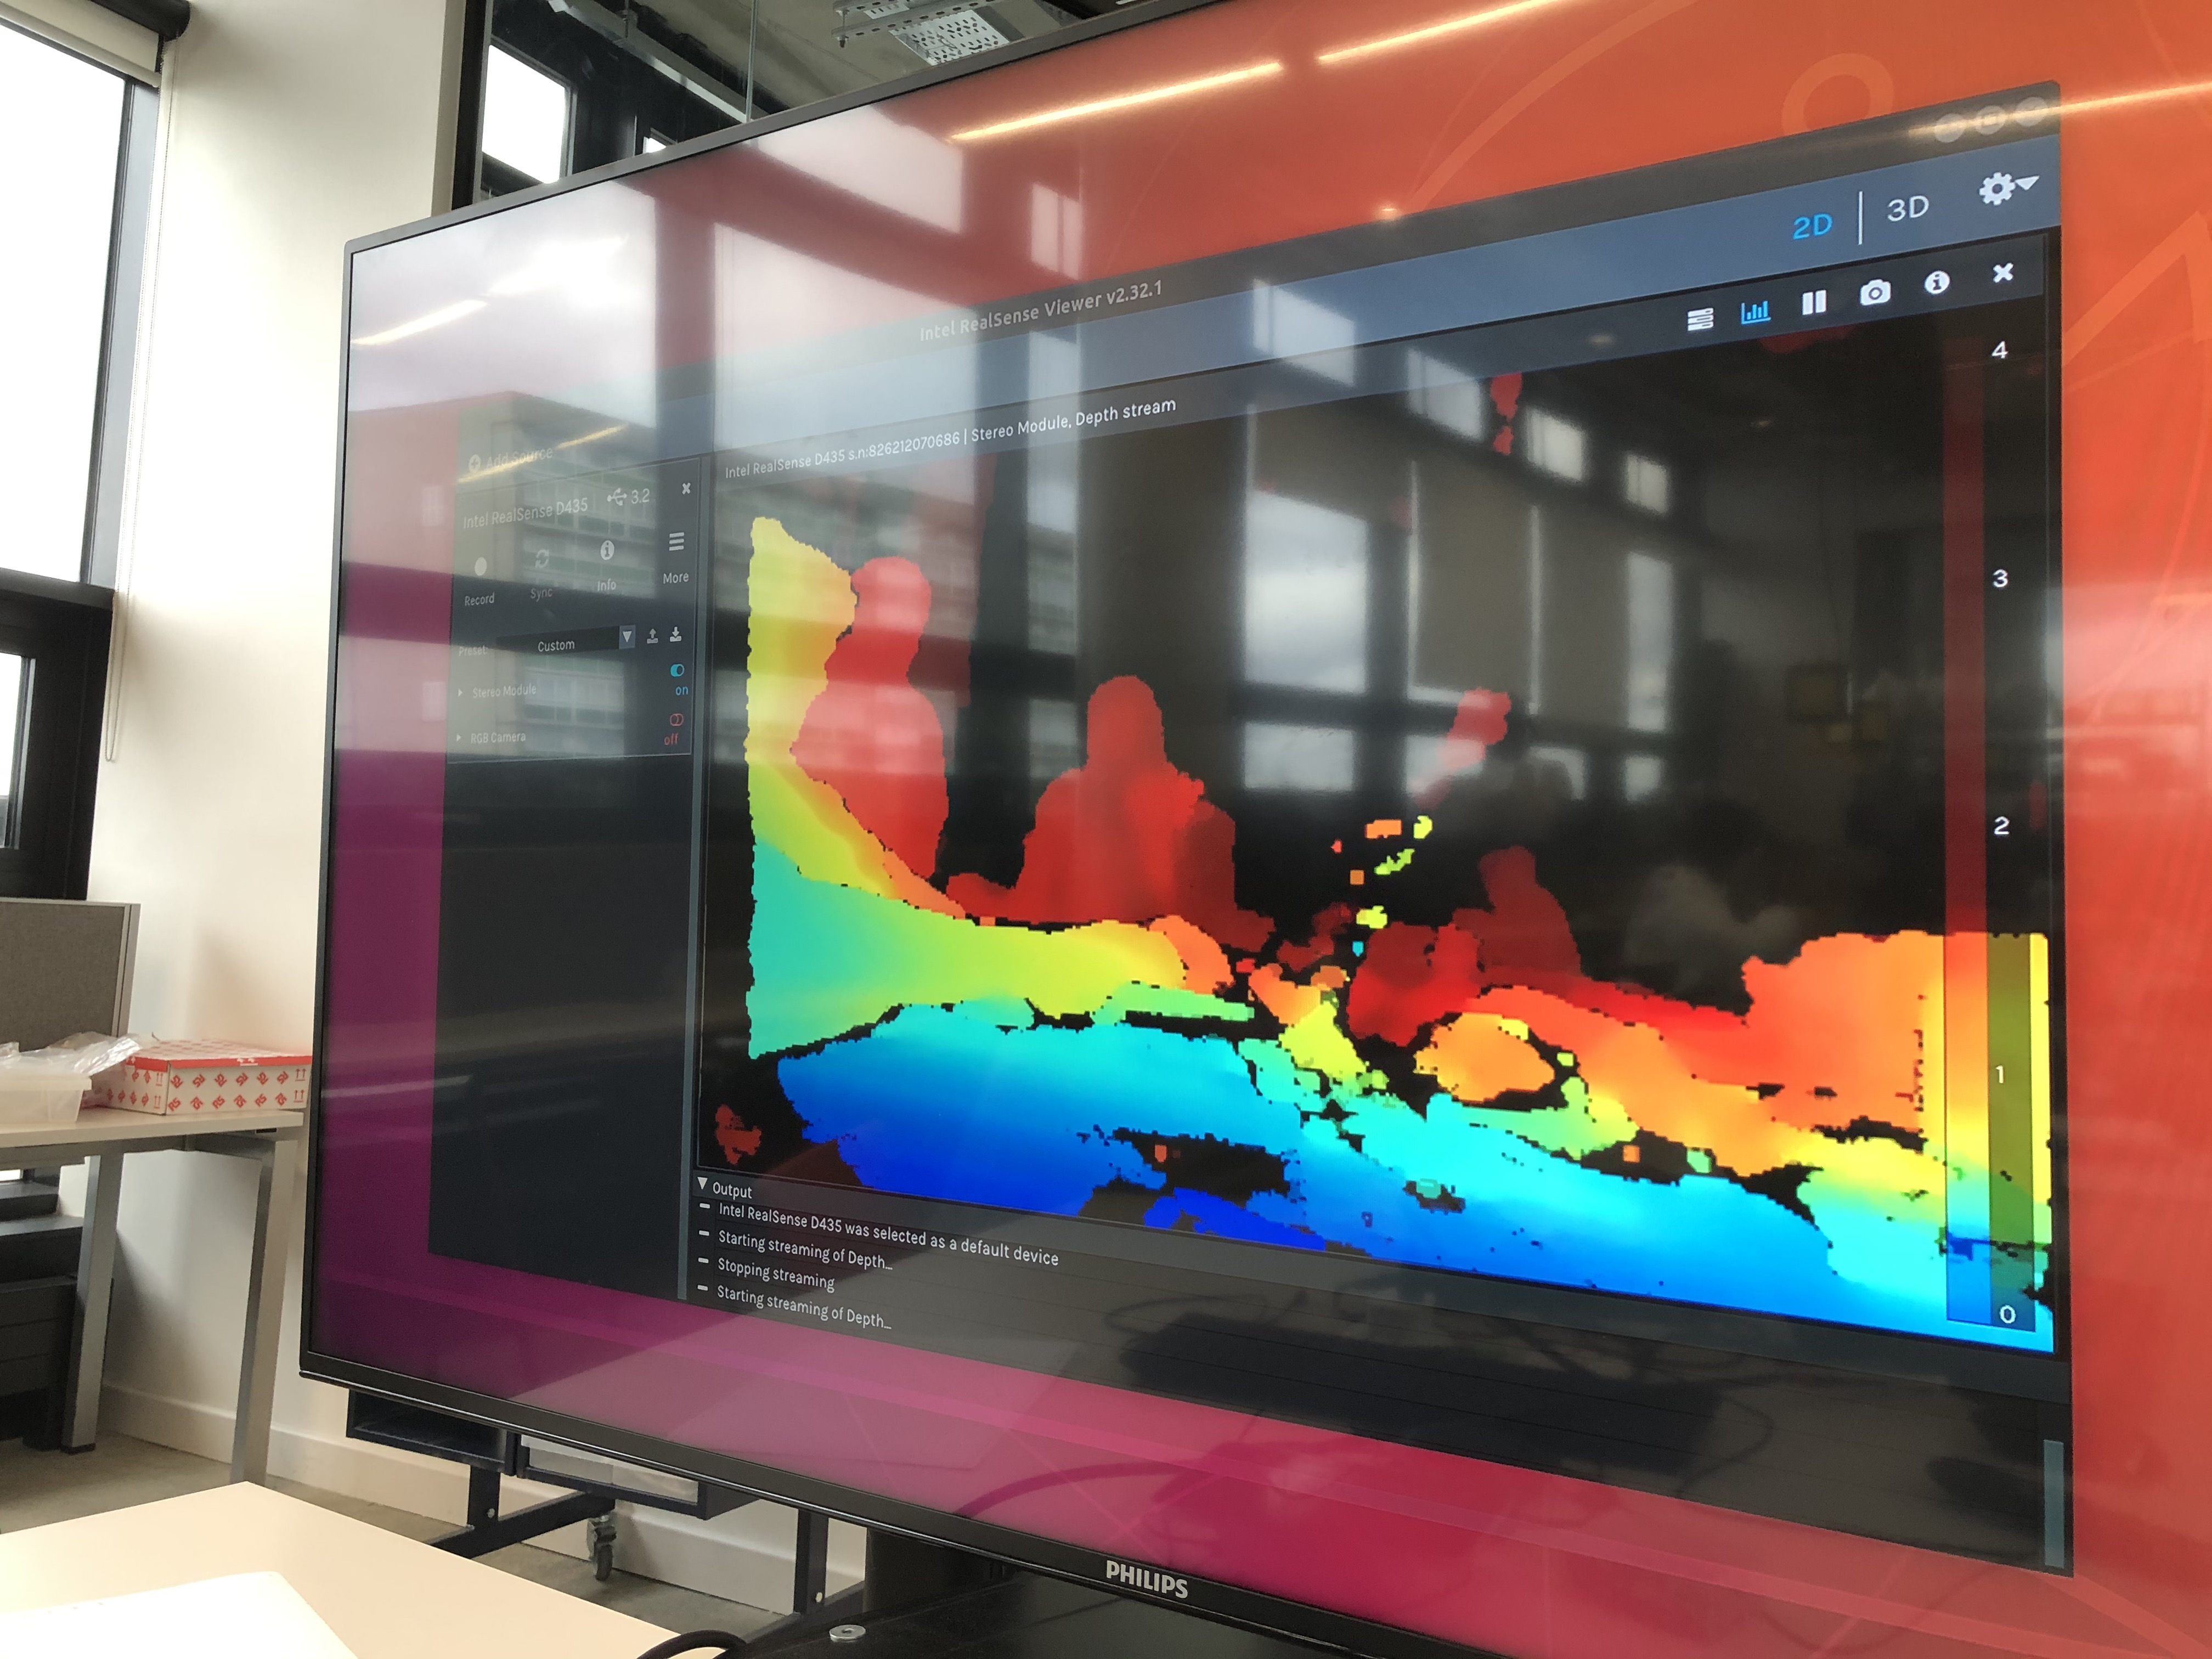 Intel RealSense Viewer v2.32.1
2D | 3D
Add Source
Intel RealSense D435 s.n:826212070686 | Stereo Module, Depth stream
Intel RealSense D435 | 3.2
Record
Sync
Info
More
Preset: Custom
Stereo Module
on
RGB Camera
off
4
3
2
1
0
Output
Intel RealSense D435 was selected as a default device
Starting streaming of Depth...
Stopping streaming
Starting streaming of Depth...
PHILIPS